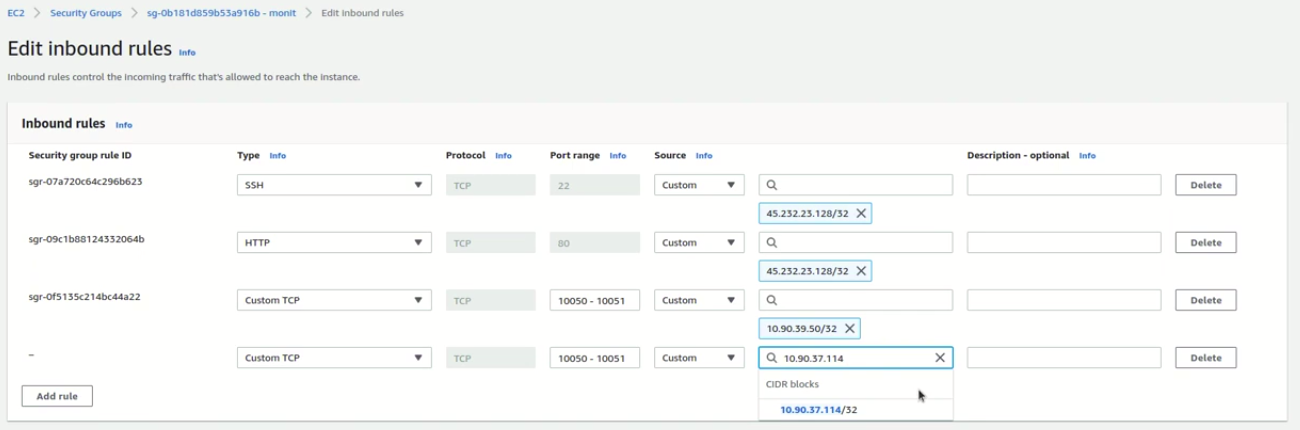 EC2 > Security Groups > sg-0b181d859b53a916b - monit > Edit inbound rules
Edit inbound rules Info
Inbound rules control the incoming traffic that's allowed to reach the instance.
Inbound rules Info
Security group rule ID Type Info Protocol Info Port range Info Source Info Description - optional Info
sgr-07a720c64c296b623 SSH TCP 22 Custom Delete
45.232.23.128/32
sgr-09c1b88124332064b HTTP TCP 80 Custom Delete
45.232.23.128/32
sgr-0f5135c214bc44a22 Custom TCP TCP 10050 - 10051 Custom Delete
10.90.39.50/32
– Custom TCP TCP 10050 - 10051 Custom 10.90.37.114 Delete
CIDR blocks
Add rule
10.90.37.114/32